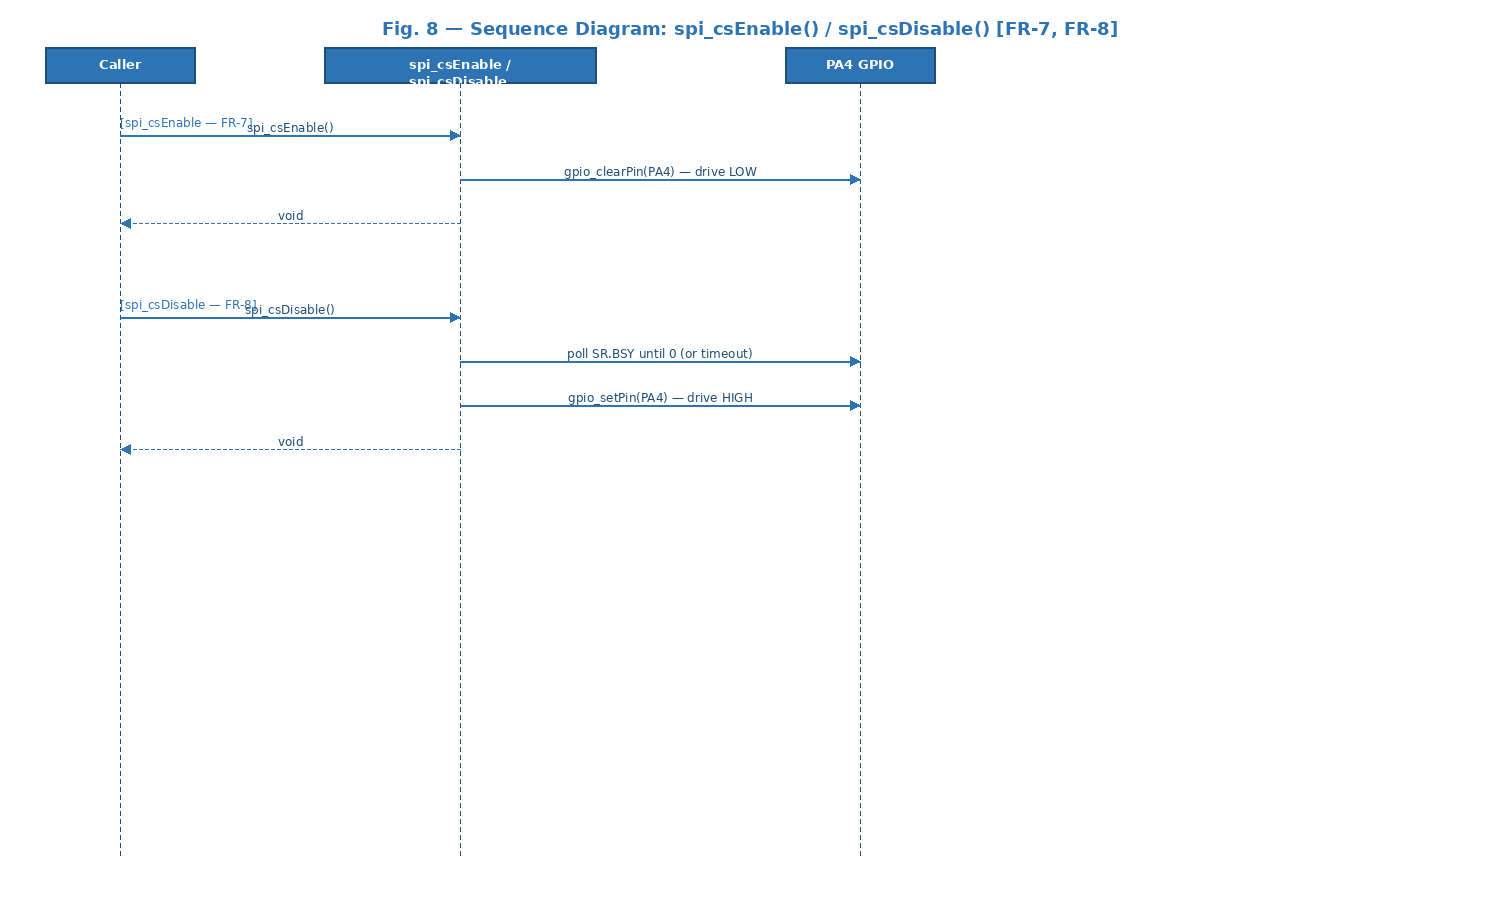 Fig. 8 — Sequence Diagram: spi_csEnable() / spi_csDisable() [FR-7, FR-8]
Caller
spi_csEnable /
spi_csDisable
PA4 GPIO
[spi_csEnable — FR-7]
spi_csEnable()
gpio_clearPin(PA4) — drive LOW
void
[spi_csDisable — FR-8]
spi_csDisable()
poll SR.BSY until 0 (or timeout)
gpio_setPin(PA4) — drive HIGH
void